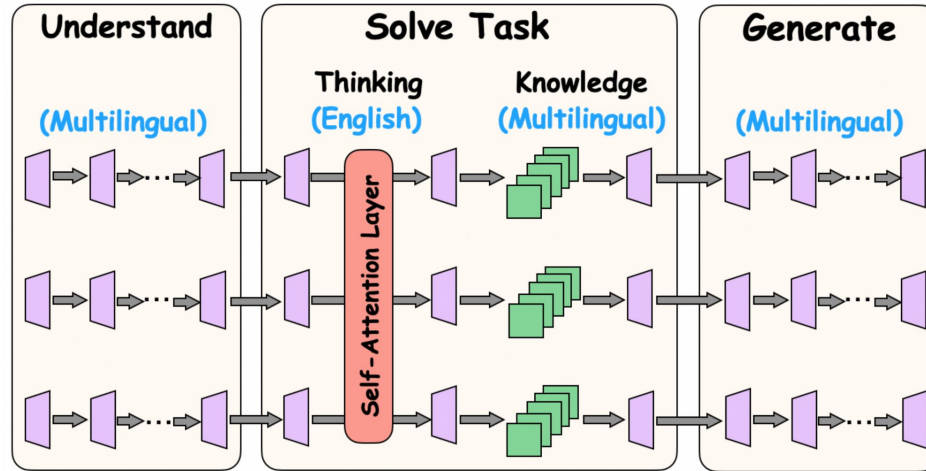 Understand
(Multilingual)
Solve Task
Thinking
(English)
Knowledge
(Multilingual)
Self-Attention Layer
Generate
(Multilingual)